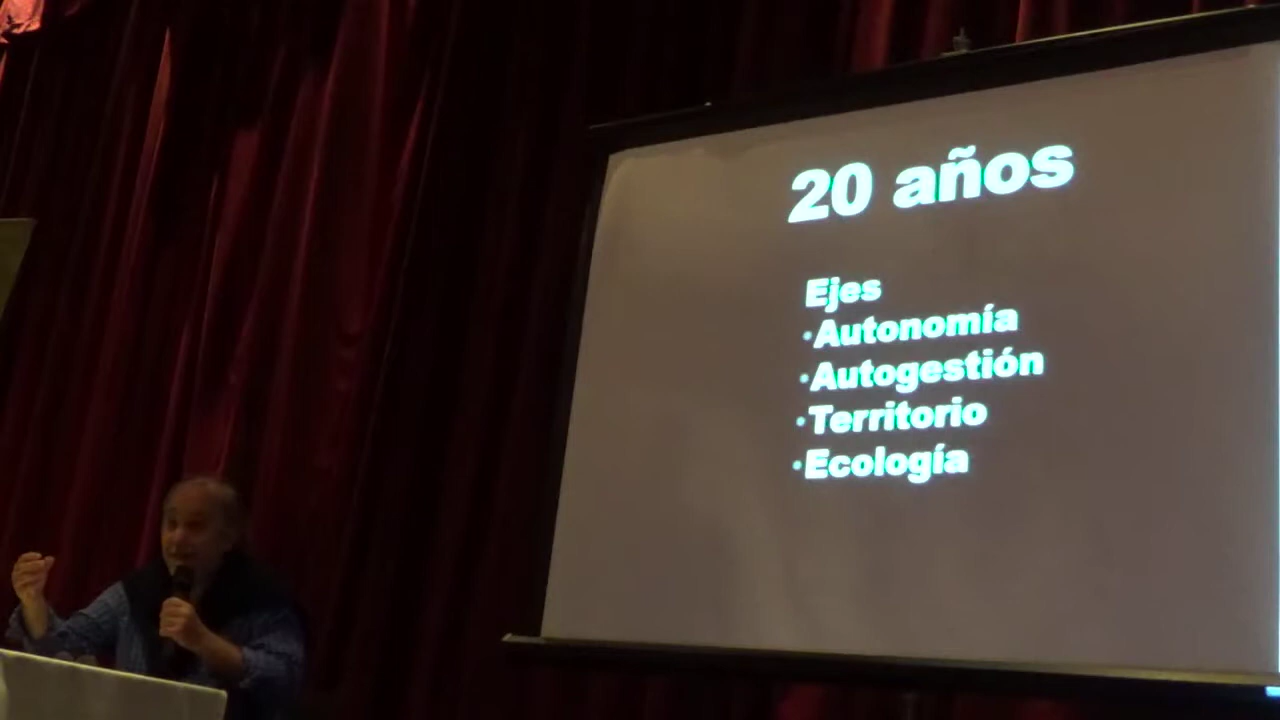 20 años
Ejes
·Autonomía
·Autogestión
·Territorio
·Ecología